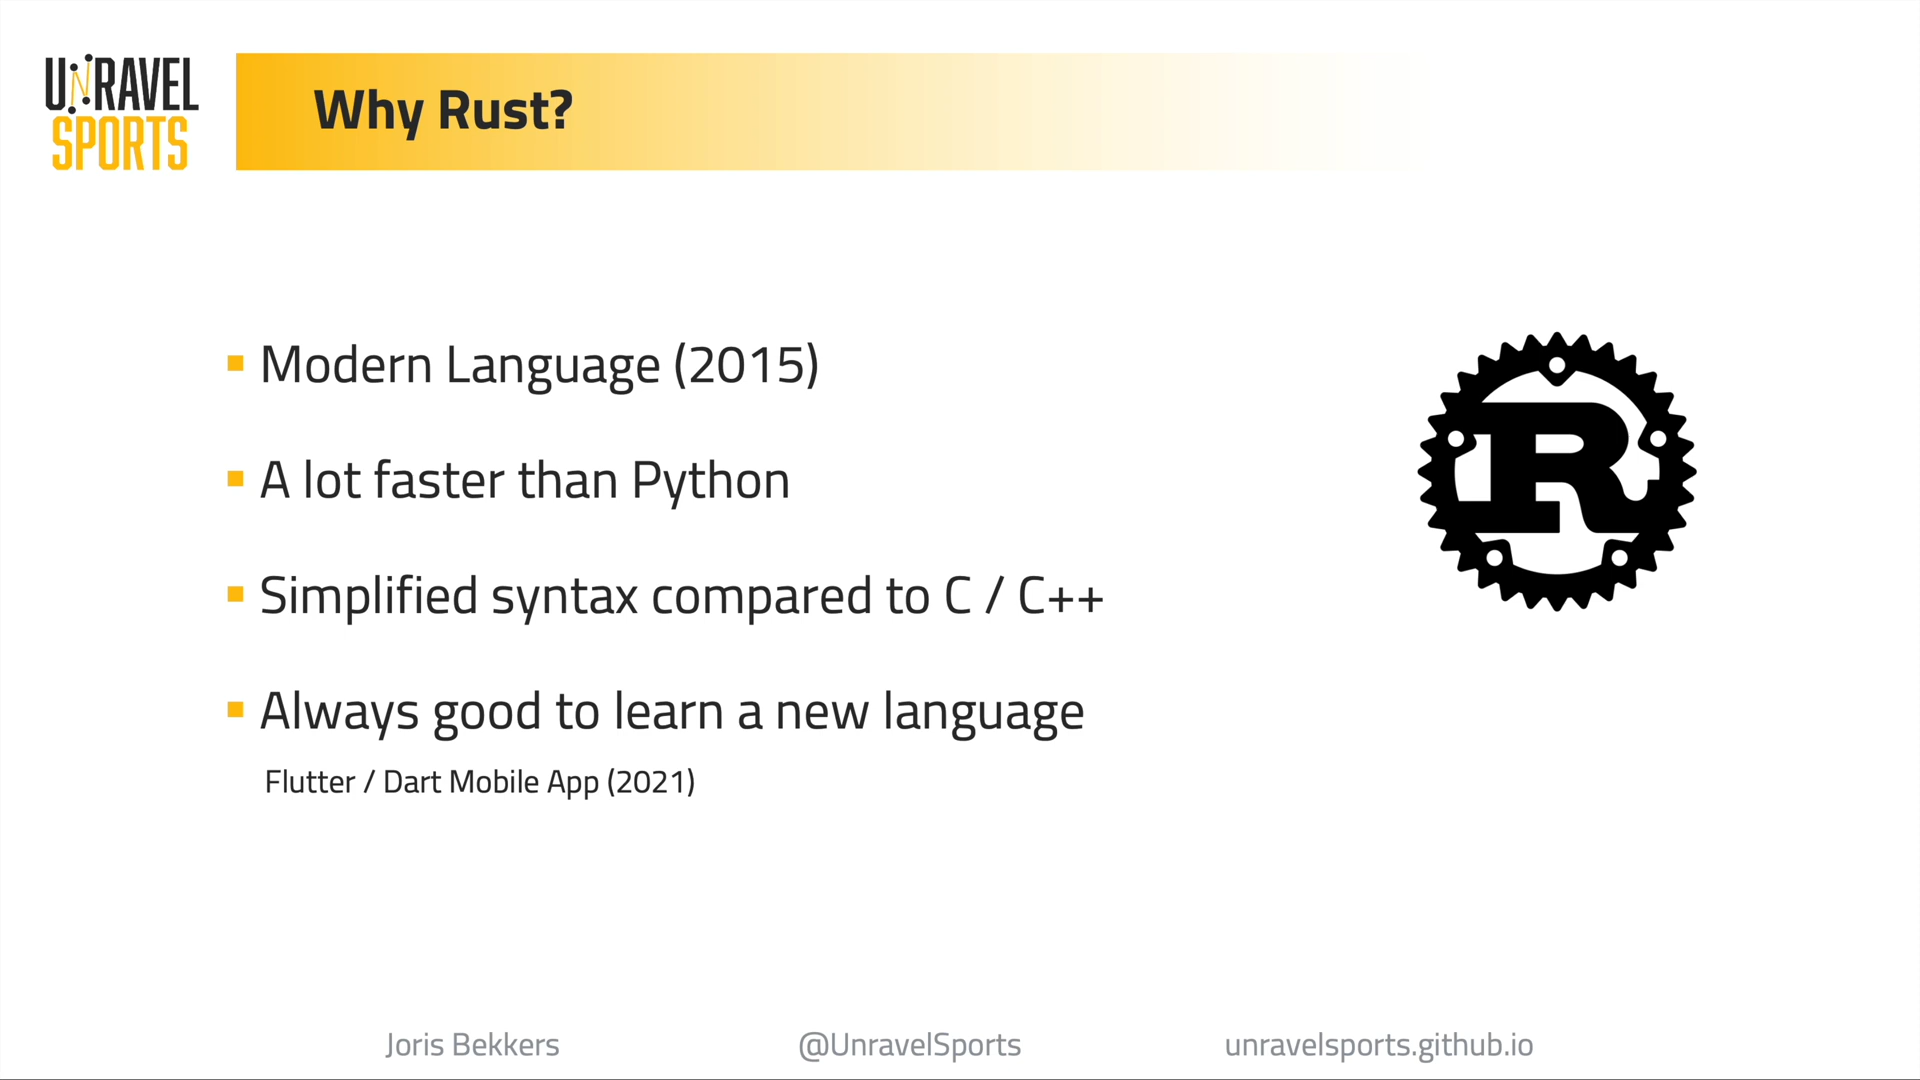 UNRAVEL
SPORTS
Why Rust?
Modern Language (2015)
A lot faster than Python
Simplified syntax compared to C / C++
Always good to learn a new language
Flutter / Dart Mobile App (2021)
R
Joris Bekkers
@UnravelSports
unravelsports.github.io